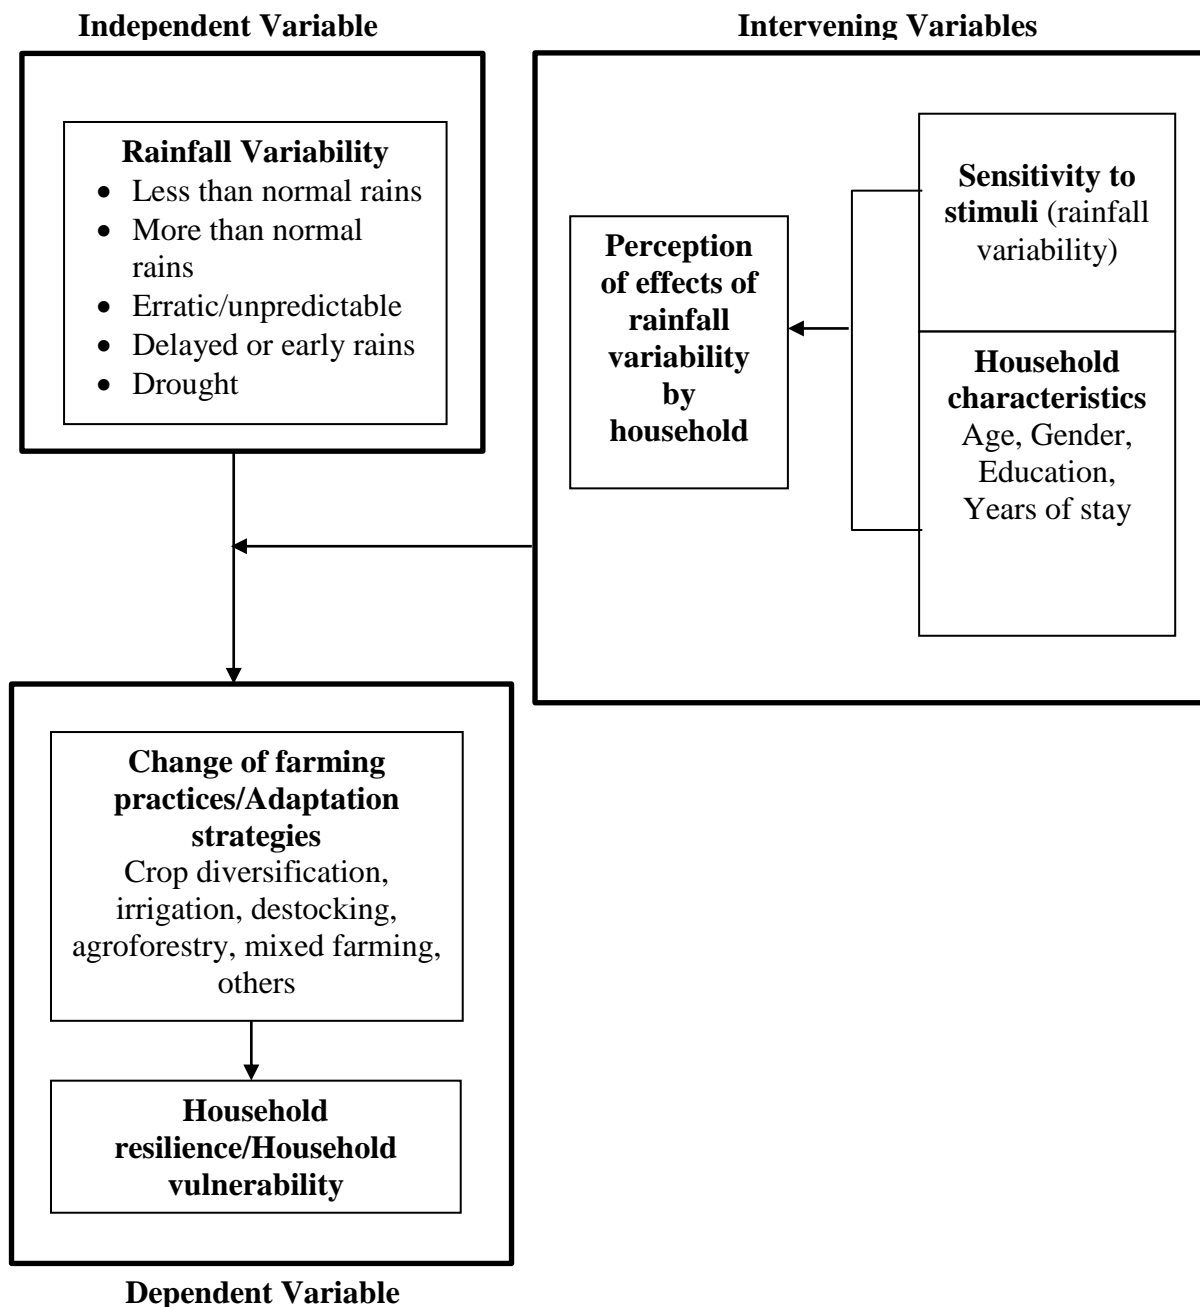 Independent Variable
Rainfall Variability
• Less than normal rains
• More than normal
rains
• Erratic/unpredictable
• Delayed or early rains
• Drought
Intervening Variables
Perception
of effects of
rainfall
variability
by
household
Sensitivity to
stimuli (rainfall
variability)
Household
characteristics
Age, Gender,
Education,
Years of stay
Change of farming
practices/Adaptation
strategies
Crop diversification,
irrigation, destocking,
agroforestry, mixed farming,
others
Household
resilience/Household
vulnerability
Dependent Variable